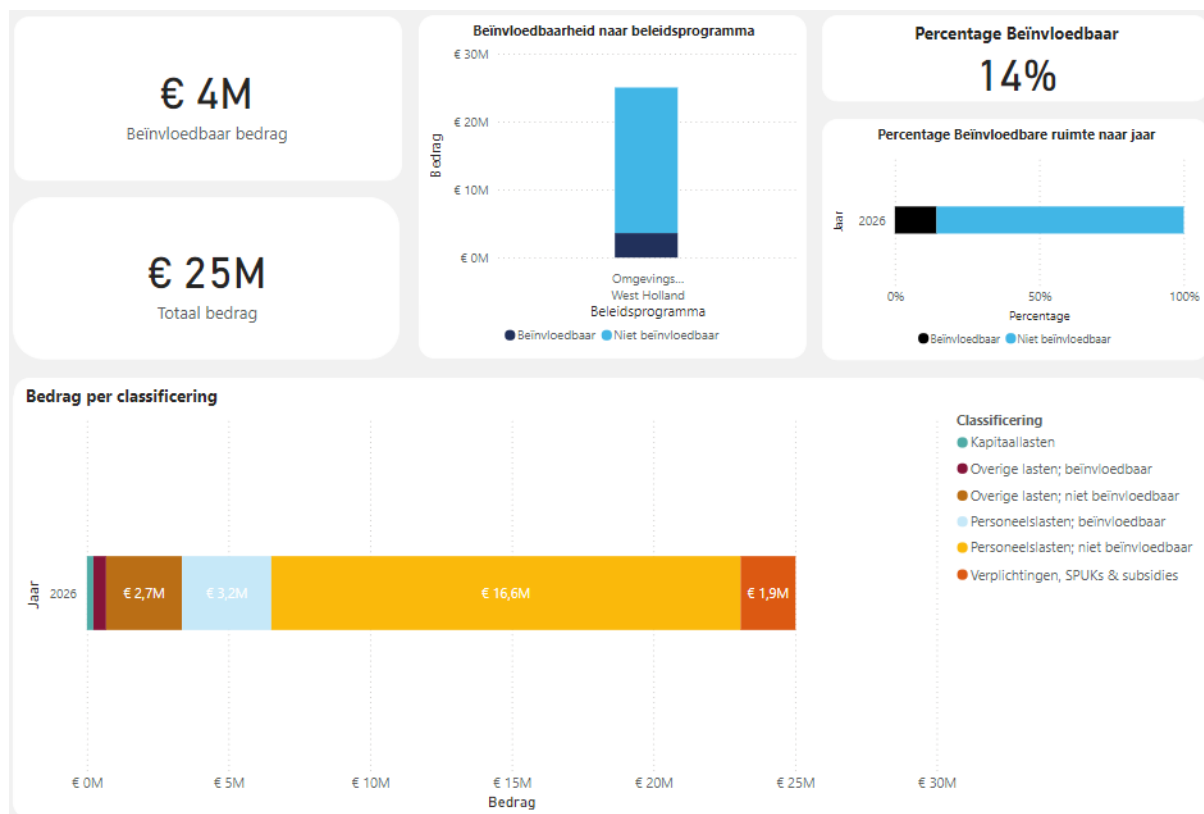 € 4M
Beïnvloedbaar bedrag
€ 25M
Totaal bedrag
Beïnvloedbaarheid naar beleidsprogramma
€ 30M
€ 20M
€ 10M
€ 0M
Bedrag
Omgevings...
West Holland
Beleidsprogramma
Beïnvloedbaar Niet beïnvloedbaar
Percentage Beïnvloedbaar
14%
Percentage Beïnvloedbare ruimte naar jaar
Jaar
2026
0% 50% 100%
Percentage
Beïnvloedbaar Niet beïnvloedbaar
Bedrag per classificering
Jaar
2026
€ 2,7M € 3,2M € 16,6M € 1,9M
€ 0M € 5M € 10M € 15M € 20M € 25M € 30M
Bedrag
Classificering
Kapitaallasten
Overige lasten; beïnvloedbaar
Overige lasten; niet beïnvloedbaar
Personeelslasten; beïnvloedbaar
Personeelslasten; niet beïnvloedbaar
Verplichtingen, SPUKs & subsidies